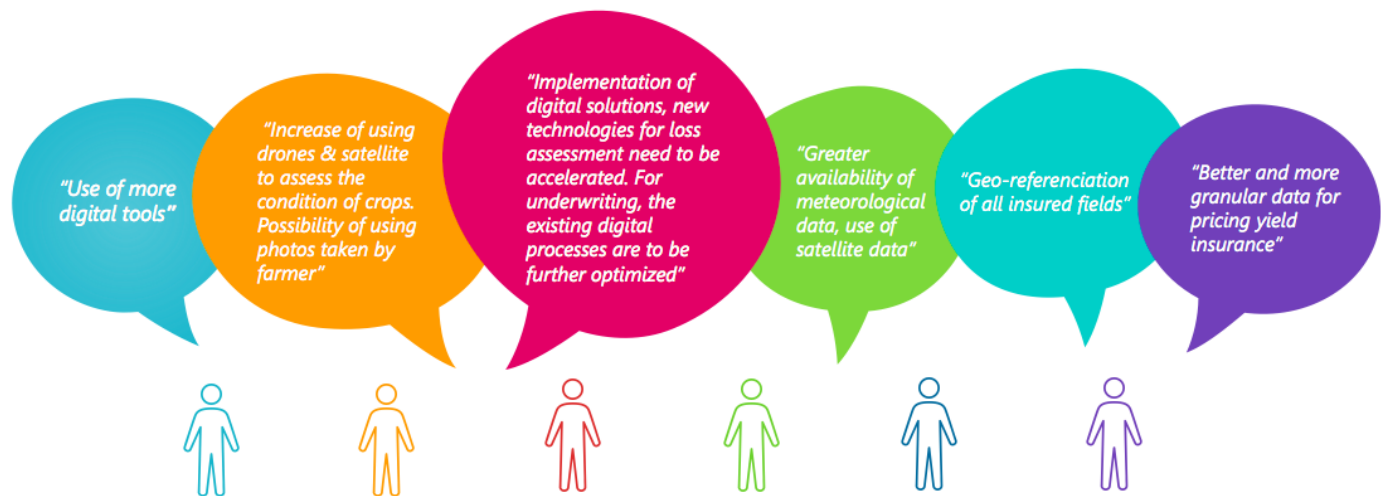 “Use of more
digital tools”
“Increase of using
drones & satellite
to assess the
condition of crops.
Possibility of using
photos taken by
farmer”
“Implementation of
digital solutions, new
technologies for loss
assessment need to be
accelerated. For
underwriting, the
existing digital
processes are to be
further optimized”
“Greater
availability of
meteorological
data, use of
satellite data”
“Geo-referenciation
of all insured fields”
“Better and more
granular data for
pricing yield
insurance”